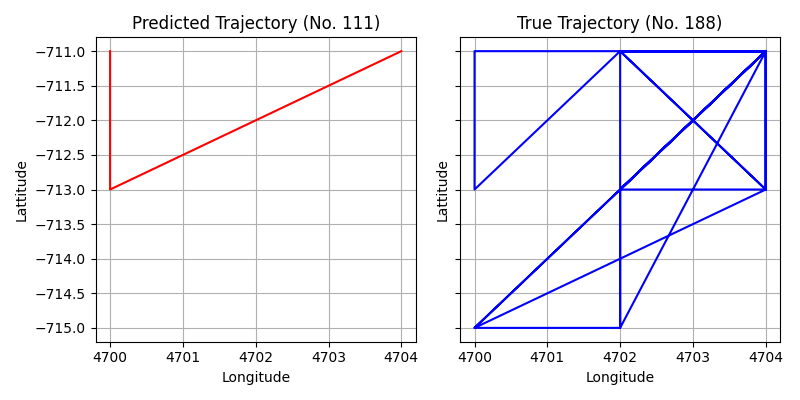 Predicted Trajectory (No. 111)
True Trajectory (No. 188)
Lattitude
−711.0
−711.5
−712.0
−712.5
−713.0
−713.5
−714.0
−714.5
−715.0
4700 4701 4702 4703 4704
Longitude
Lattitude
4700 4701 4702 4703 4704
Longitude